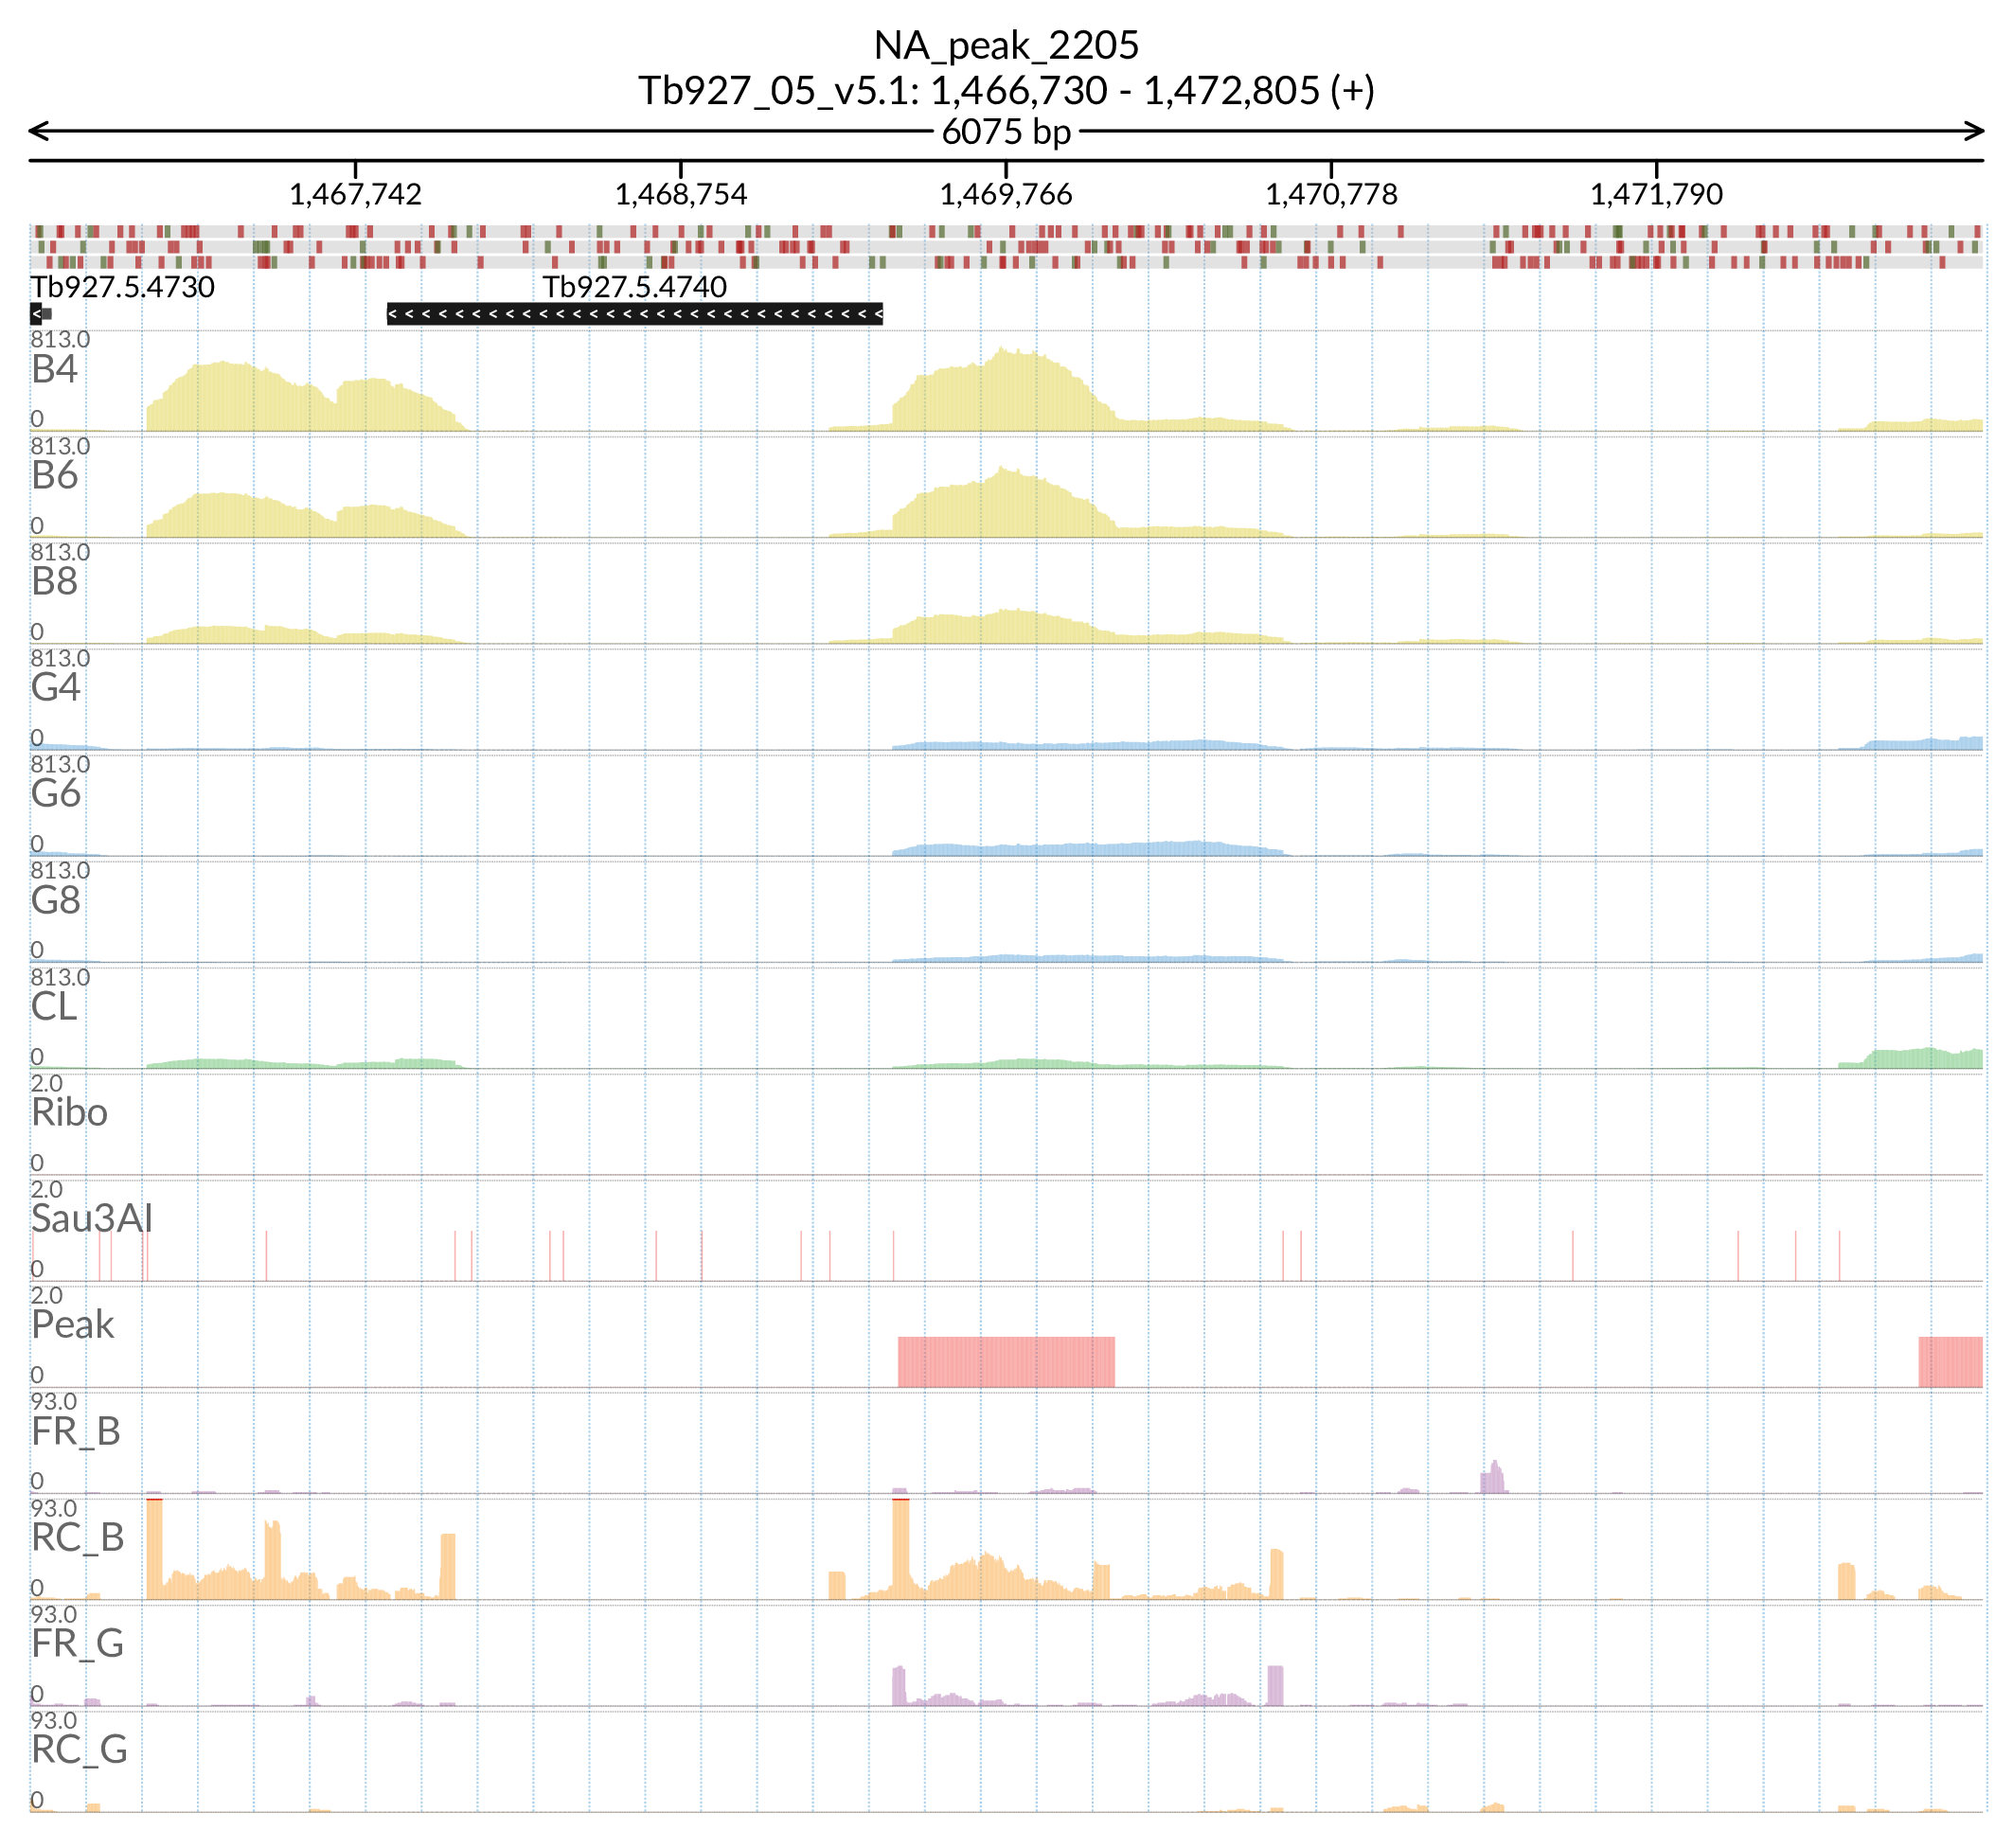 NA_peak_2205
Tb927_05_v5.1: 1,466,730 - 1,472,805 (+)
6075 bp
1,467,742 1,468,754 1,469,766 1,470,778 1,471,790
Tb927.5.4730 Tb927.5.4740
813.0
B4
0
813.0
B6
0
813.0
B8
0
813.0
G4
0
813.0
G6
0
813.0
G8
0
813.0
CL
0
2.0
Ribo
0
2.0
Sau3AI
0
2.0
Peak
0
93.0
FR_B
0
93.0
RC_B
0
93.0
FR_G
0
93.0
RC_G
0